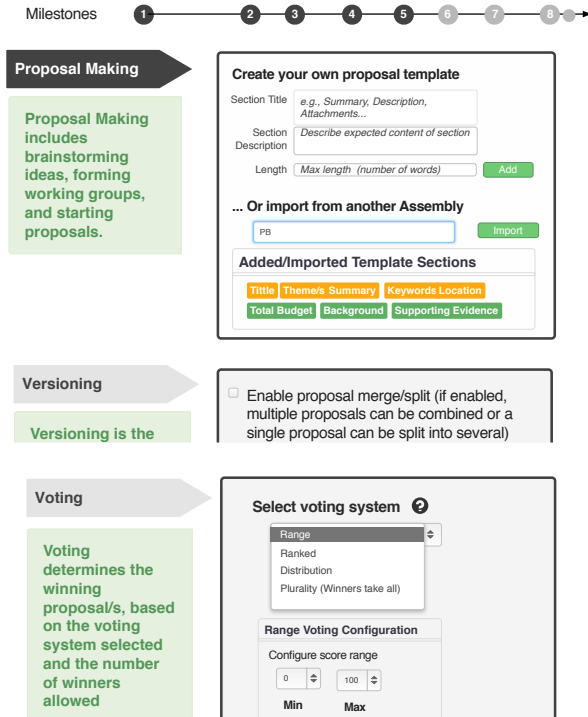 Milestones 1 2 3 4 5 6 7 8
Proposal Making
Proposal Making
includes
brainstorming
ideas, forming
working groups,
and starting
proposals.
Create your own proposal template
Section Title e.g., Summary, Description,
Attachments...
Section Describe expected content of section
Description
Length Max length (number of words) Add
... Or import from another Assembly
PB Import
Added/Imported Template Sections
Tittle Theme/s Summary Keywords Location
Total Budget Background Supporting Evidence
Versioning
Versioning is the
Enable proposal merge/split (if enabled,
multiple proposals can be combined or a
single proposal can be split into several)
Voting
Voting
determines the
winning
proposal/s, based
on the voting
system selected
and the number
of winners
allowed
Select voting system ?
Range
Ranked
Distribution
Plurality (Winners take all)
Range Voting Configuration
Configure score range
0 100
Min Max